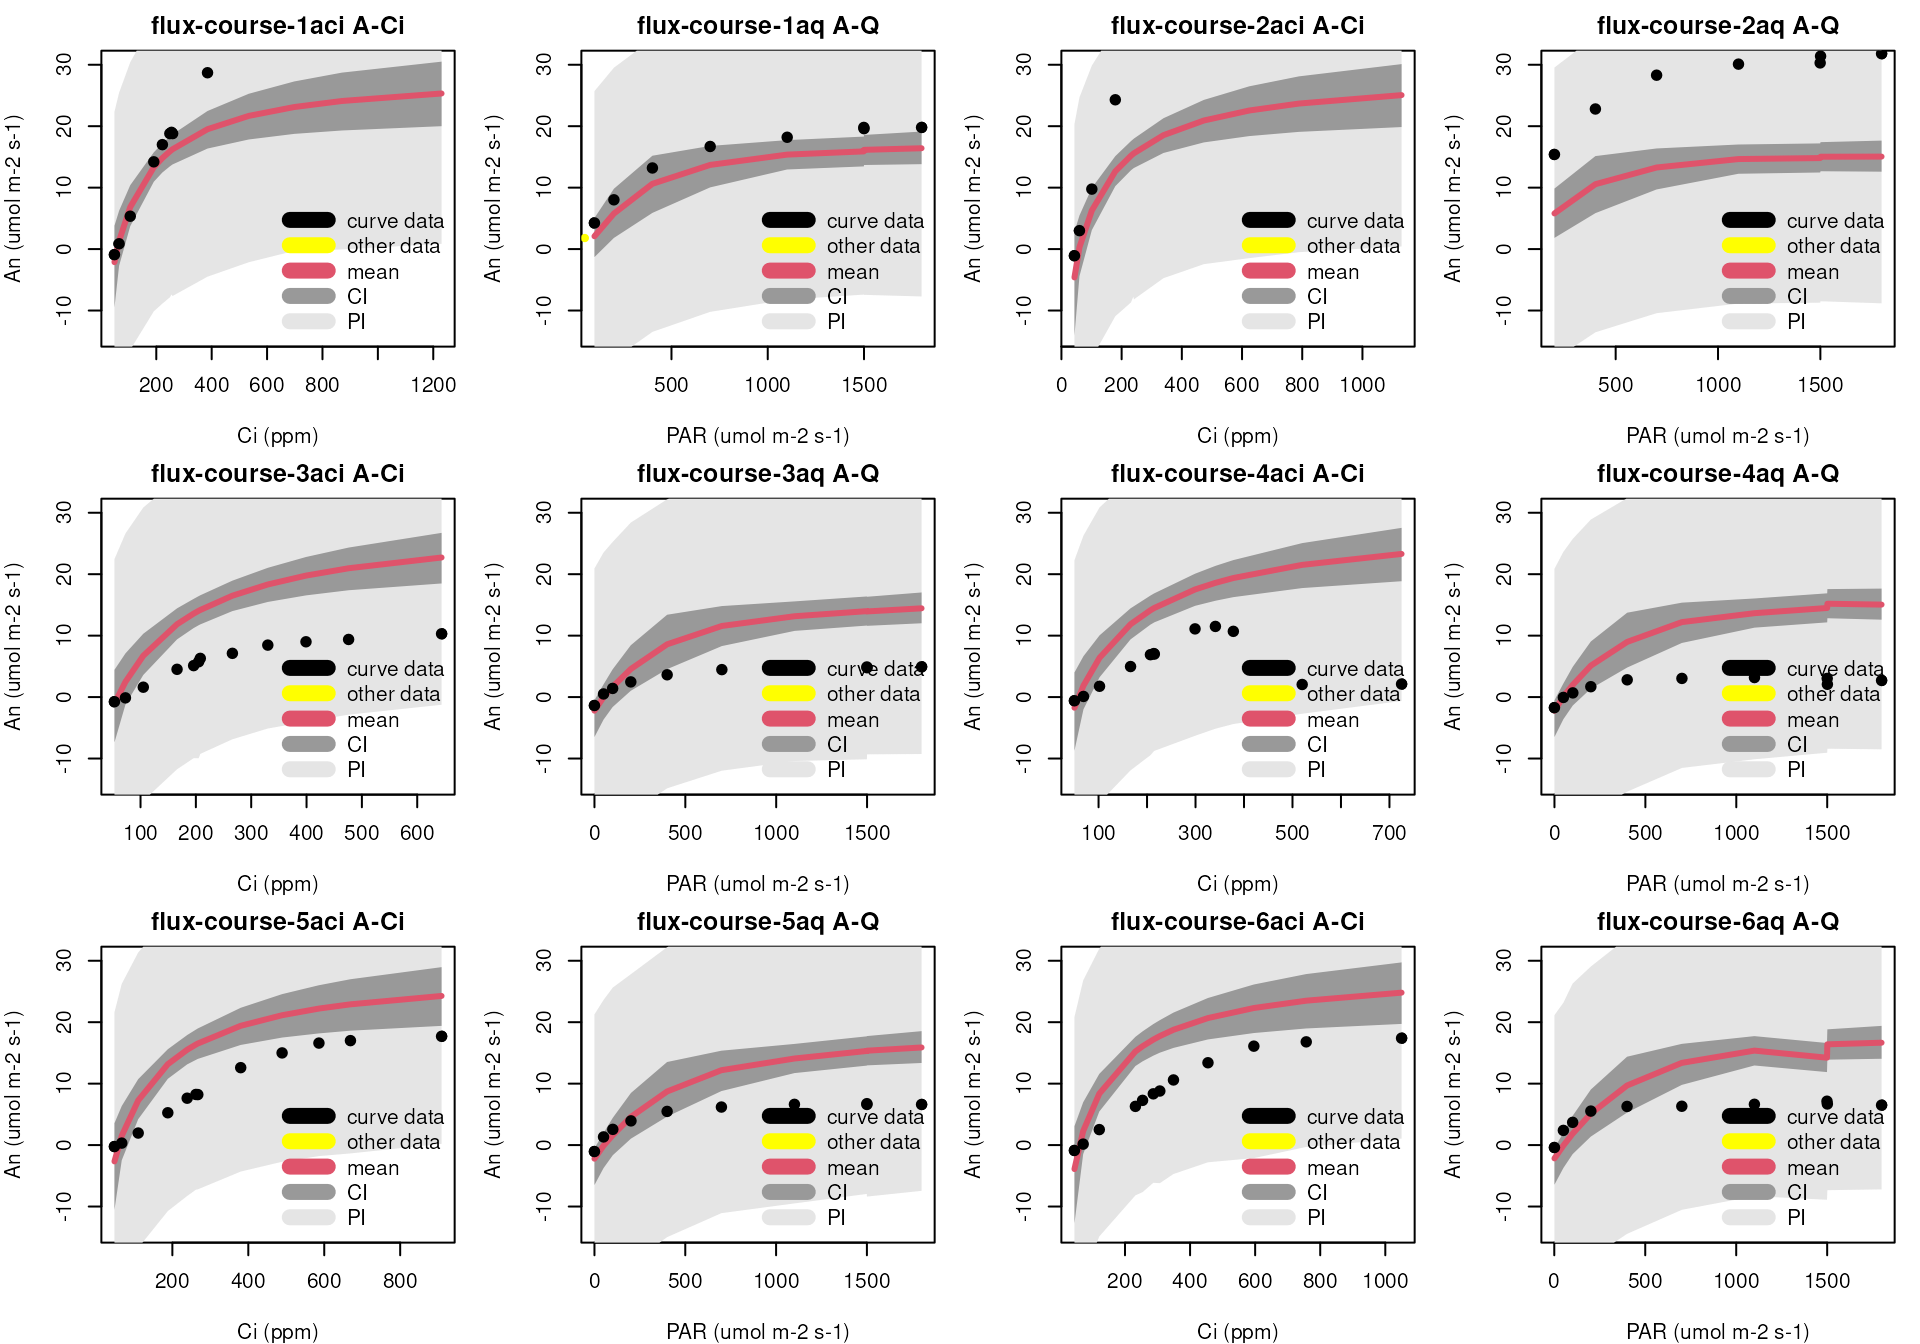 flux-course-1aci A-Ci
An (umol m-2 s-1)
30
20
10
0
-10
curve data
other data
mean
CI
PI
200 400 600 800 1200
Ci (ppm)
flux-course-1aq A-Q
An (umol m-2 s-1)
30
20
10
0
-10
curve data
other data
mean
CI
PI
500 1000 1500
PAR (umol m-2 s-1)
flux-course-2aci A-Ci
An (umol m-2 s-1)
30
20
10
0
-10
curve data
other data
mean
CI
PI
0 200 400 600 800 1000
Ci (ppm)
flux-course-2aq A-Q
An (umol m-2 s-1)
30
20
10
0
-10
curve data
other data
mean
CI
PI
500 1000 1500
PAR (umol m-2 s-1)
flux-course-3aci A-Ci
An (umol m-2 s-1)
30
20
10
0
-10
curve data
other data
mean
CI
PI
100 200 300 400 500 600
Ci (ppm)
flux-course-3aq A-Q
An (umol m-2 s-1)
30
20
10
0
-10
curve data
other data
mean
CI
PI
0 500 1000 1500
PAR (umol m-2 s-1)
flux-course-4aci A-Ci
An (umol m-2 s-1)
30
20
10
0
-10
curve data
other data
mean
CI
PI
100 300 500 700
Ci (ppm)
flux-course-4aq A-Q
An (umol m-2 s-1)
30
20
10
0
-10
curve data
other data
mean
CI
PI
0 500 1000 1500
PAR (umol m-2 s-1)
flux-course-5aci A-Ci
An (umol m-2 s-1)
30
20
10
0
-10
curve data
other data
mean
CI
PI
200 400 600 800
Ci (ppm)
flux-course-5aq A-Q
An (umol m-2 s-1)
30
20
10
0
-10
curve data
other data
mean
CI
PI
0 500 1000 1500
PAR (umol m-2 s-1)
flux-course-6aci A-Ci
An (umol m-2 s-1)
30
20
10
0
-10
curve data
other data
mean
CI
PI
200 400 600 800 1000
Ci (ppm)
flux-course-6aq A-Q
An (umol m-2 s-1)
30
20
10
0
-10
curve data
other data
mean
CI
PI
0 500 1000 1500
PAR (umol m-2 s-1)